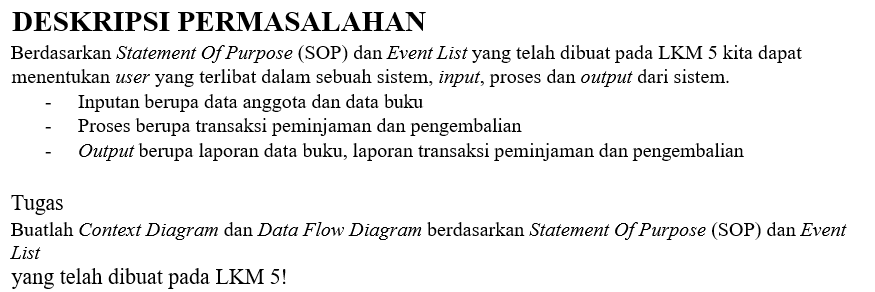 DESKRIPSI PERMASALAHAN
Berdasarkan Statement Of Purpose (SOP) dan Event List yang telah dibuat pada LKM 5 kita dapat
menentukan user yang terlibat dalam sebuah sistem, input, proses dan output dari sistem.
- Inputan berupa data anggota dan data buku
- Proses berupa transaksi peminjaman dan pengembalian
- Output berupa laporan data buku, laporan transaksi peminjaman dan pengembalian
Tugas
Buatlah Context Diagram dan Data Flow Diagram berdasarkan Statement Of Purpose (SOP) dan Event
List
yang telah dibuat pada LKM 5!